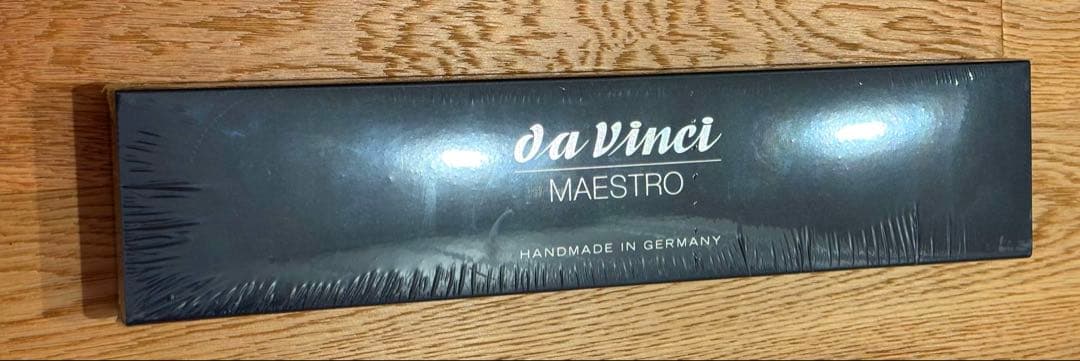 da Vinci
MAESTRO
HANDMADE IN GERMANY